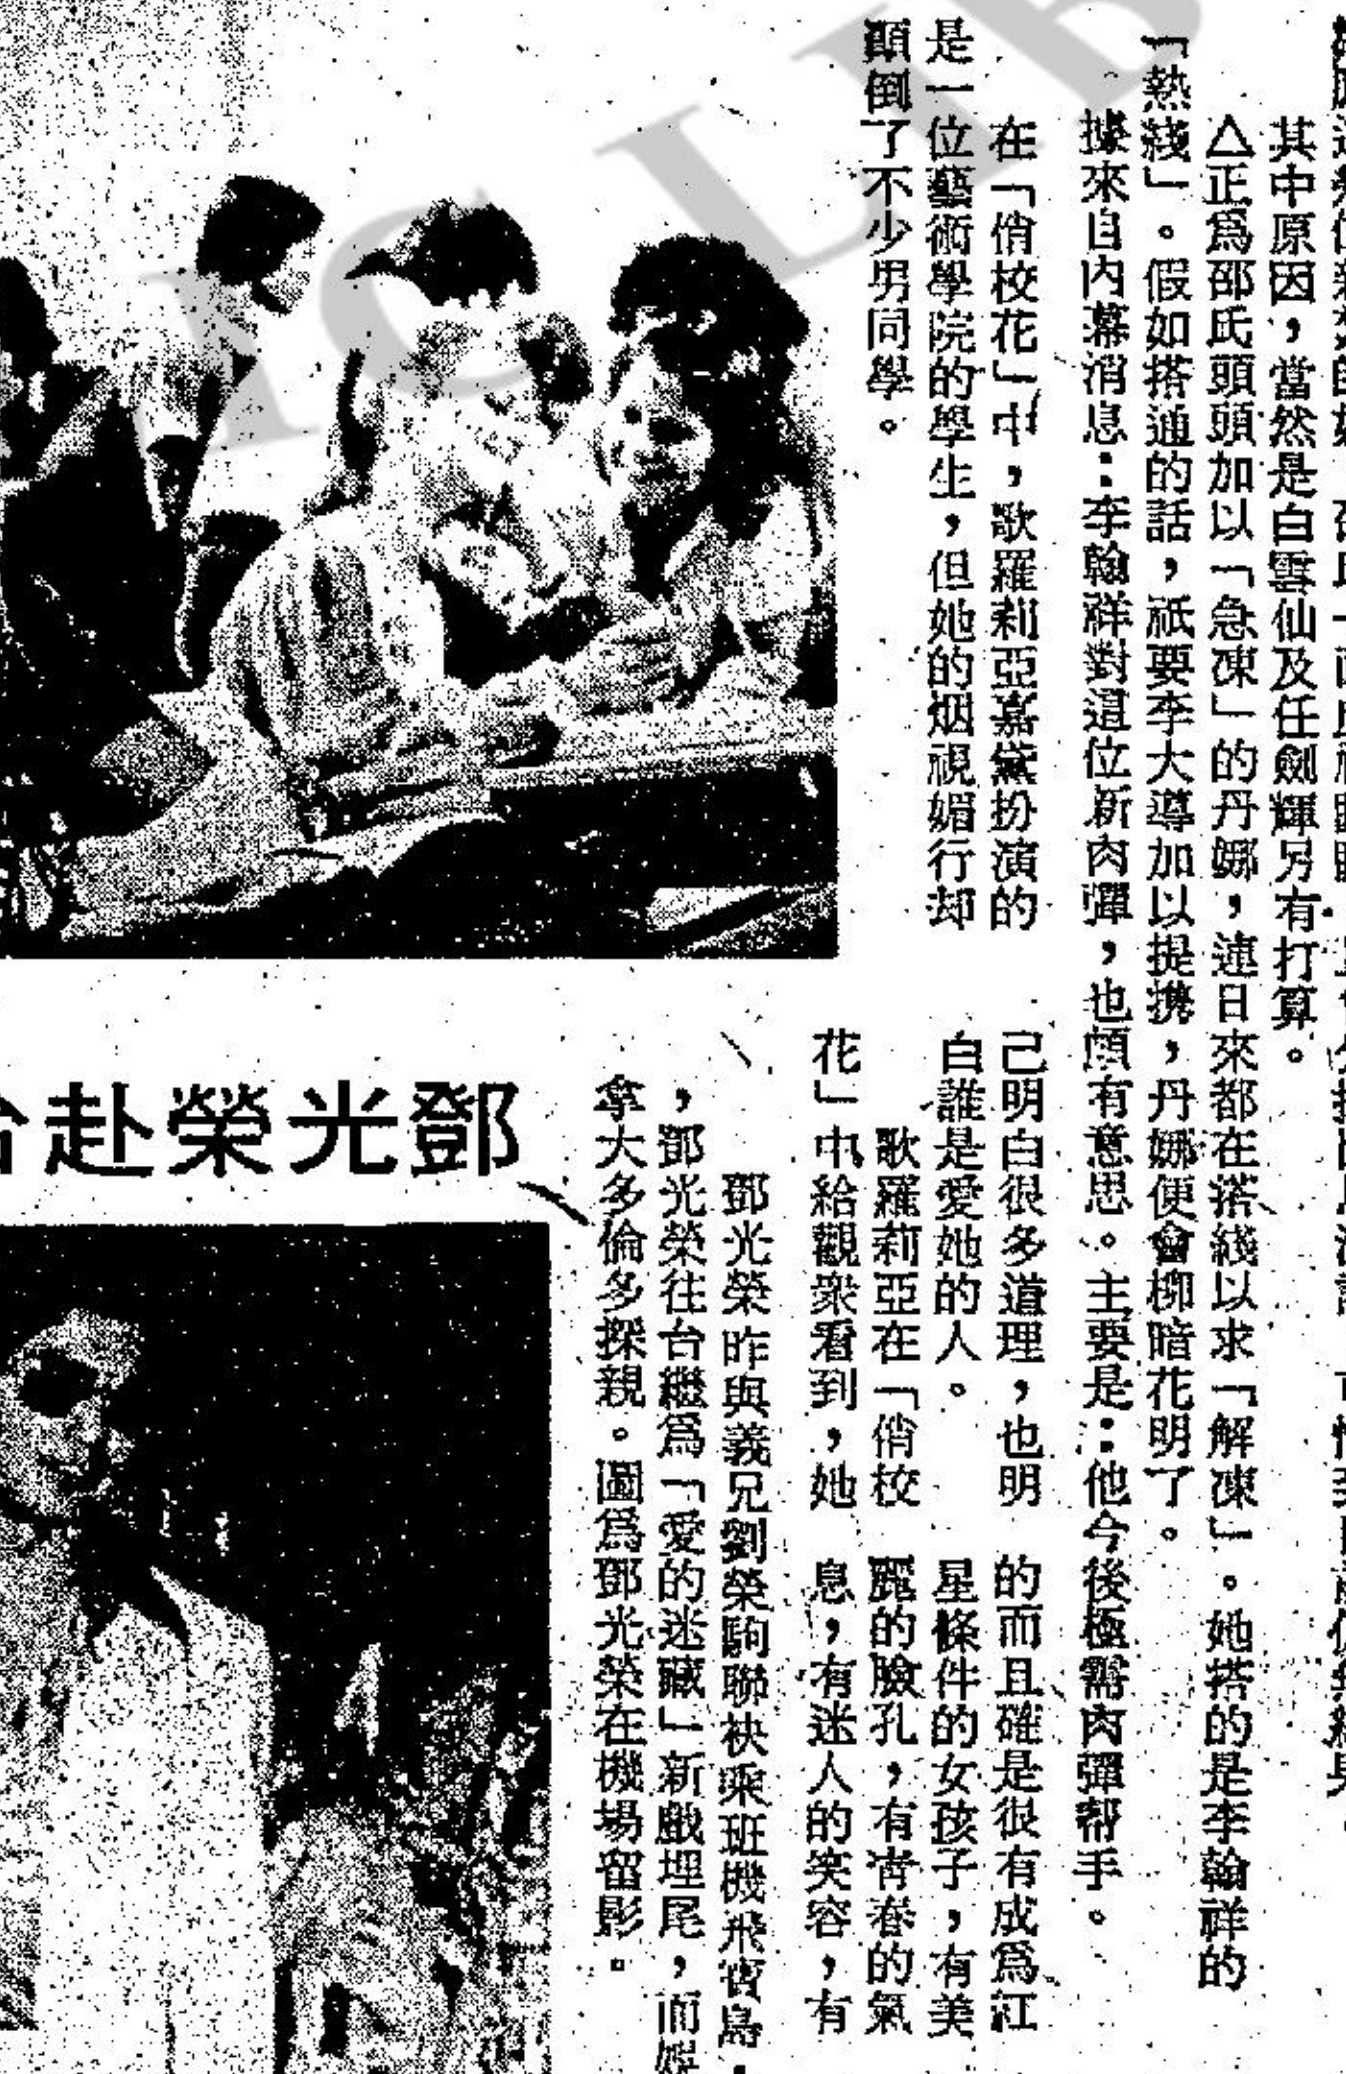 其中原因，當然是白雲仙及任劍輝另有打算。
△正爲邵氏頭頭加以「急凍」的丹娜，連日來都在搭綫以求「解凍」。她搭的是李翰祥的
「熱綫」。假如搭通的話，祇要李大導加以提携，丹娜便會柳暗花明了。
據來自內幕消息：李翰祥對這位新肉彈，也頗有意思。主要是：他今後極需肉彈幫手。
在「俏校花」中，歌羅莉亞嘉黛扮演的
是一位藝術學院的學生，但她的烟視媚行却
顚倒了不少男同學。
己明白很多道理，也明
白誰是愛她的人。
歌羅莉亞在「俏校
花」中給觀衆看到，她
的而且確是很有成爲紅
星條件的女孩子，有美
麗的臉孔，有青春的氣
息，有迷人的笑容，有
鄧光榮赴台
鄧光榮昨與義兄劉榮駒聯袂乘班機飛寶島
，鄧光榮往台繼爲「愛的迷藏」新戲埋尾，而
拿大多倫多探親。圖爲鄧光榮在機塲留影。